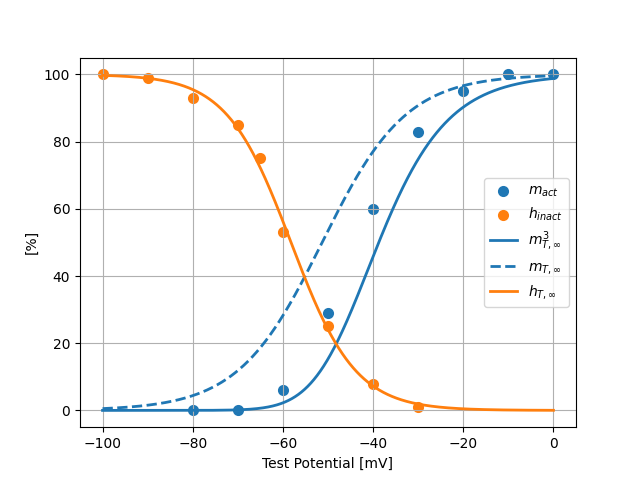 100
80
60
40
20
0
[%]
−100
−80
−60
−40
−20
0
Test Potential [mV]
m_act
h_inact
m³_T,∞
m_T,∞
h_T,∞